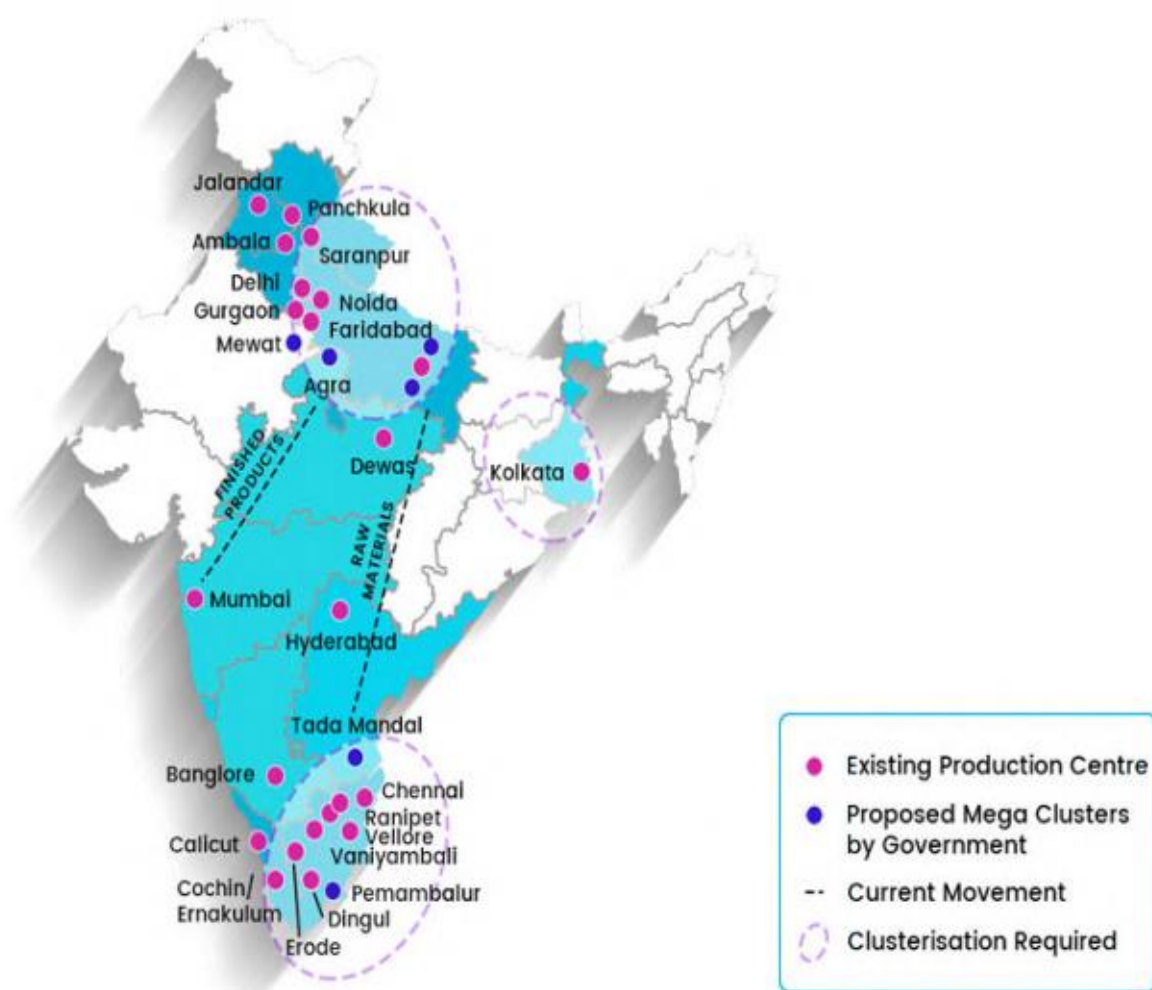 Jalandar
Panchkula
Ambala
Saranpur
Delhi
Noida
Gurgaon
Faridabad
Mewat
Agra
FINISHED
PRODUCTS
Dewas
Kolkata
RAW
MATERIALS
Mumbai
Hyderabad
Tada Mandal
Banglore
Chennal
Ranipet
Calicut
Vellore
Vaniyambali
Cochin/
Ernakulum
Pemambalur
Dingul
Erode
Existing Production Centre
Proposed Mega Clusters
by Government
Current Movement
Clusterisation Required